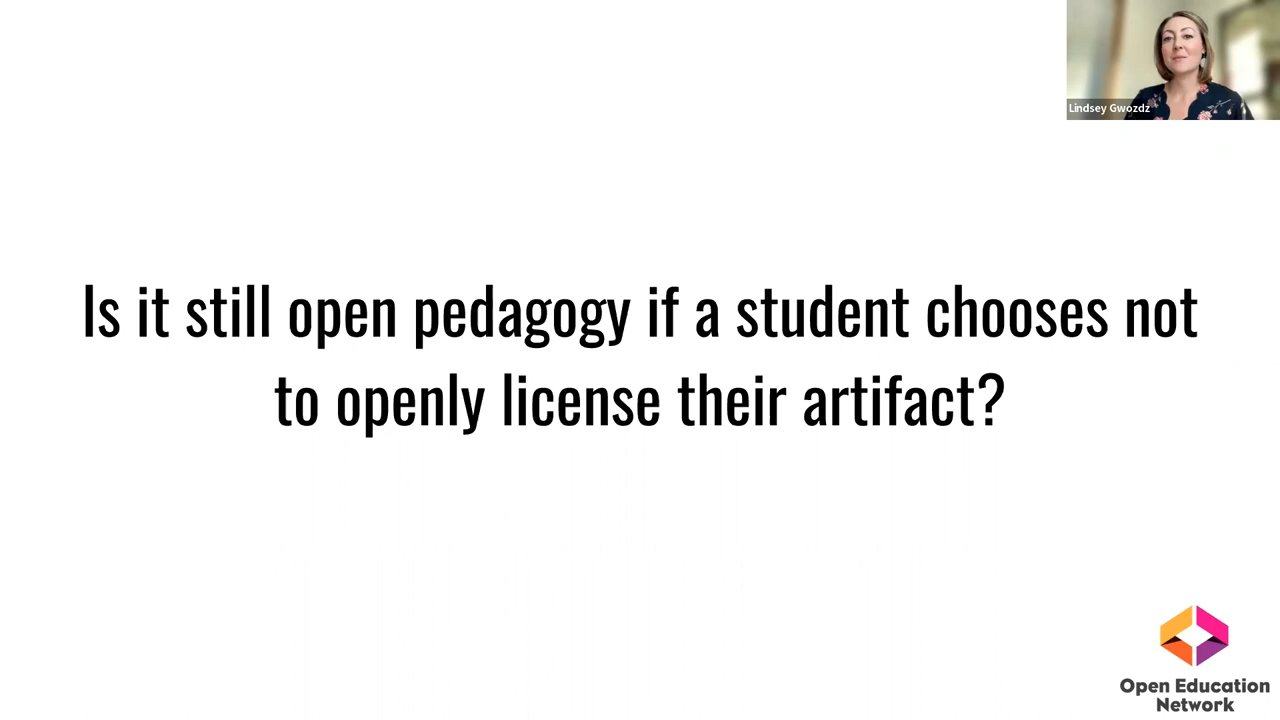 Lindsey Gwozdz
Is it still open pedagogy if a student chooses not
to openly license their artifact?
Open Education
Network